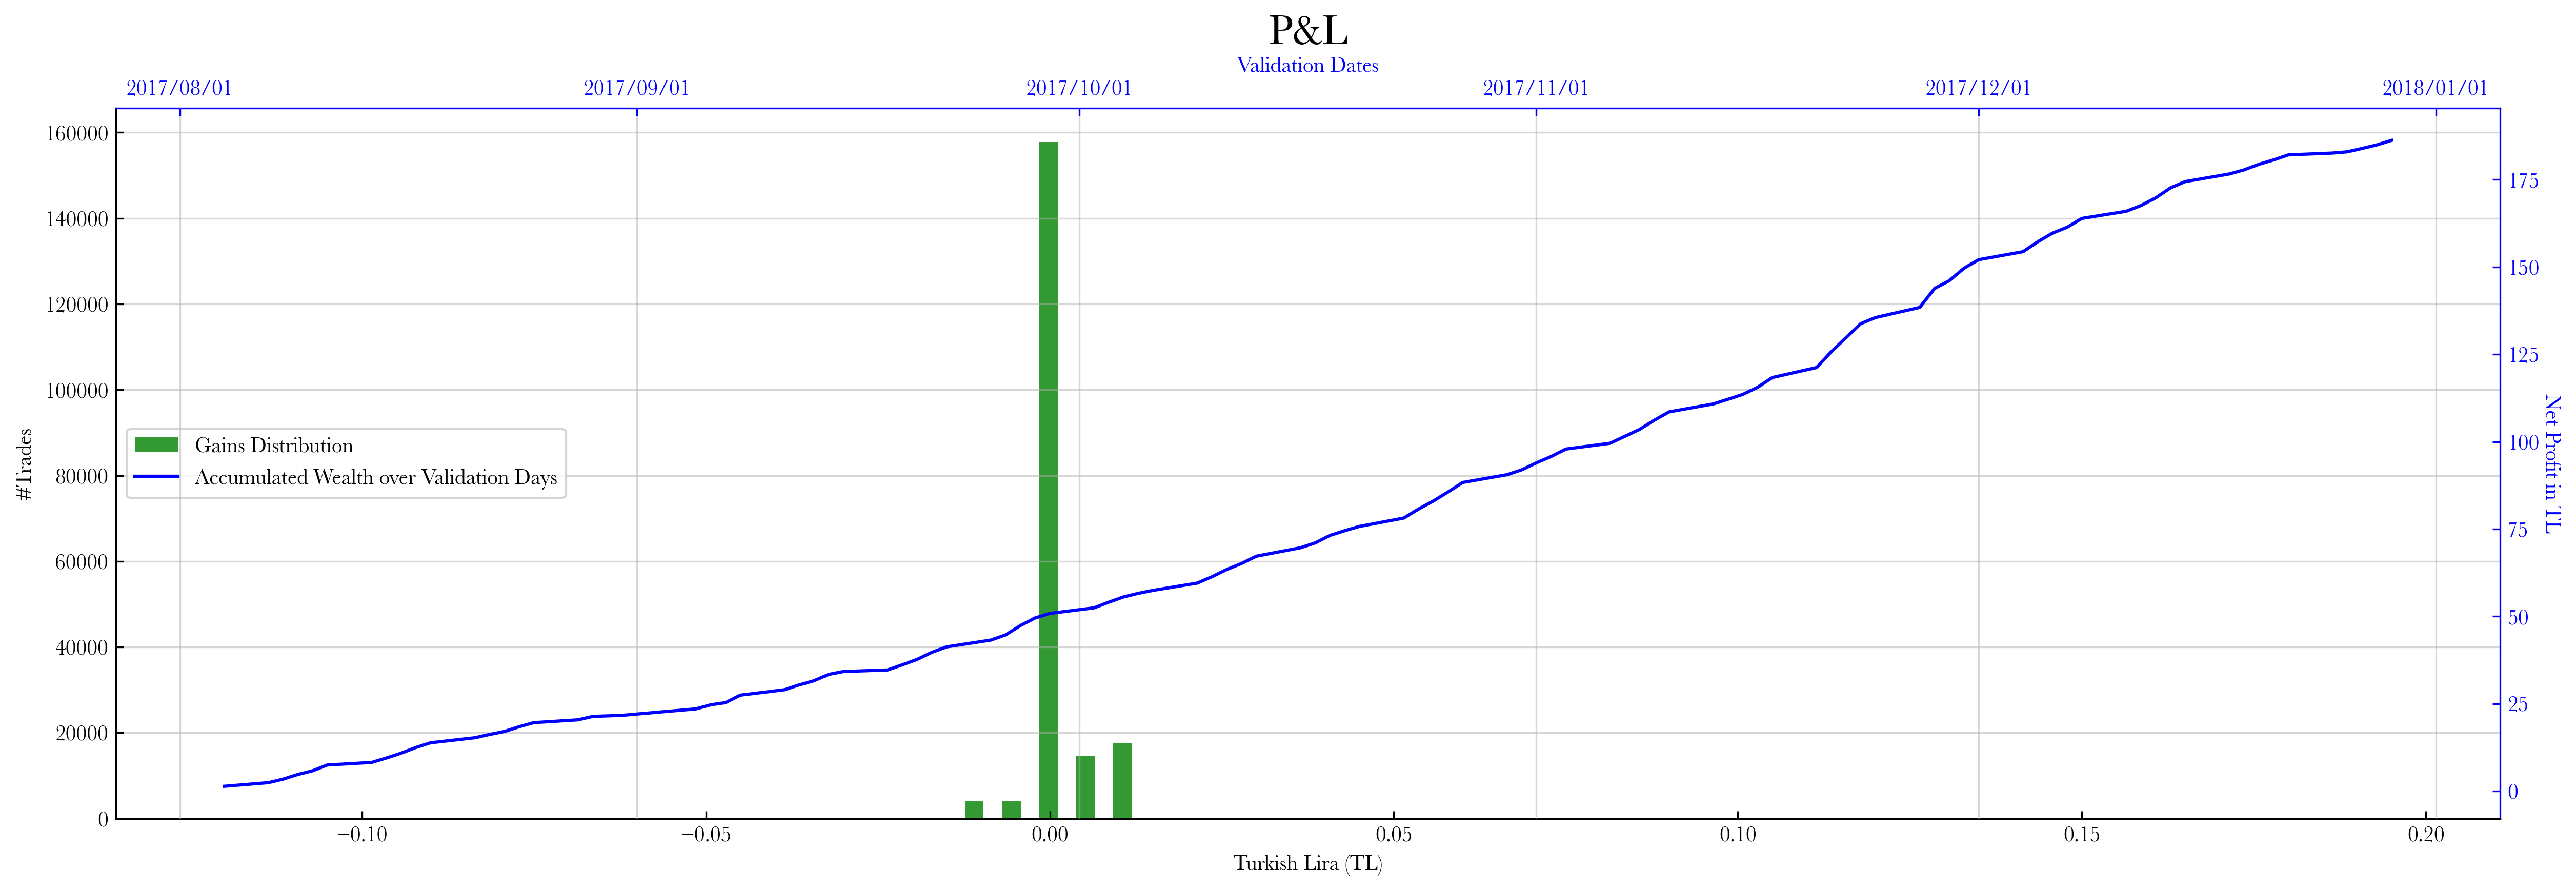 P&L
Validation Dates
2017/08/01 2017/09/01 2017/10/01 2017/11/01 2017/12/01 2018/01/01
160000
140000
120000
100000
80000
60000
40000
20000
0
#Trades
Gains Distribution
Accumulated Wealth over Validation Days
175
150
125
100
75
50
25
0
Net Profit in TL
−0.10 −0.05 0.00 0.05 0.10 0.15 0.20
Turkish Lira (TL)